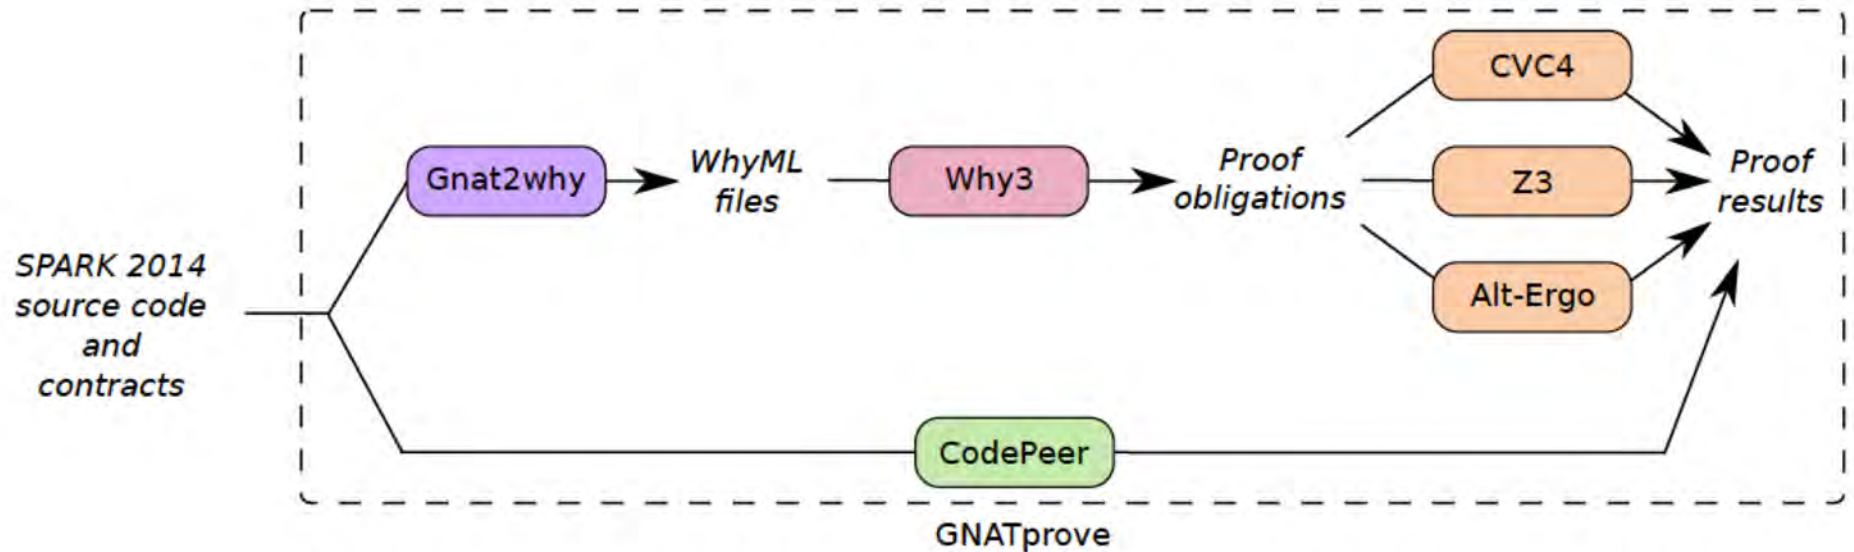 SPARK 2014
source code
and
contracts
Gnat2why
WhyML
files
Why3
Proof
obligations
CVC4
Z3
Alt-Ergo
Proof
results
CodePeer
GNATprove